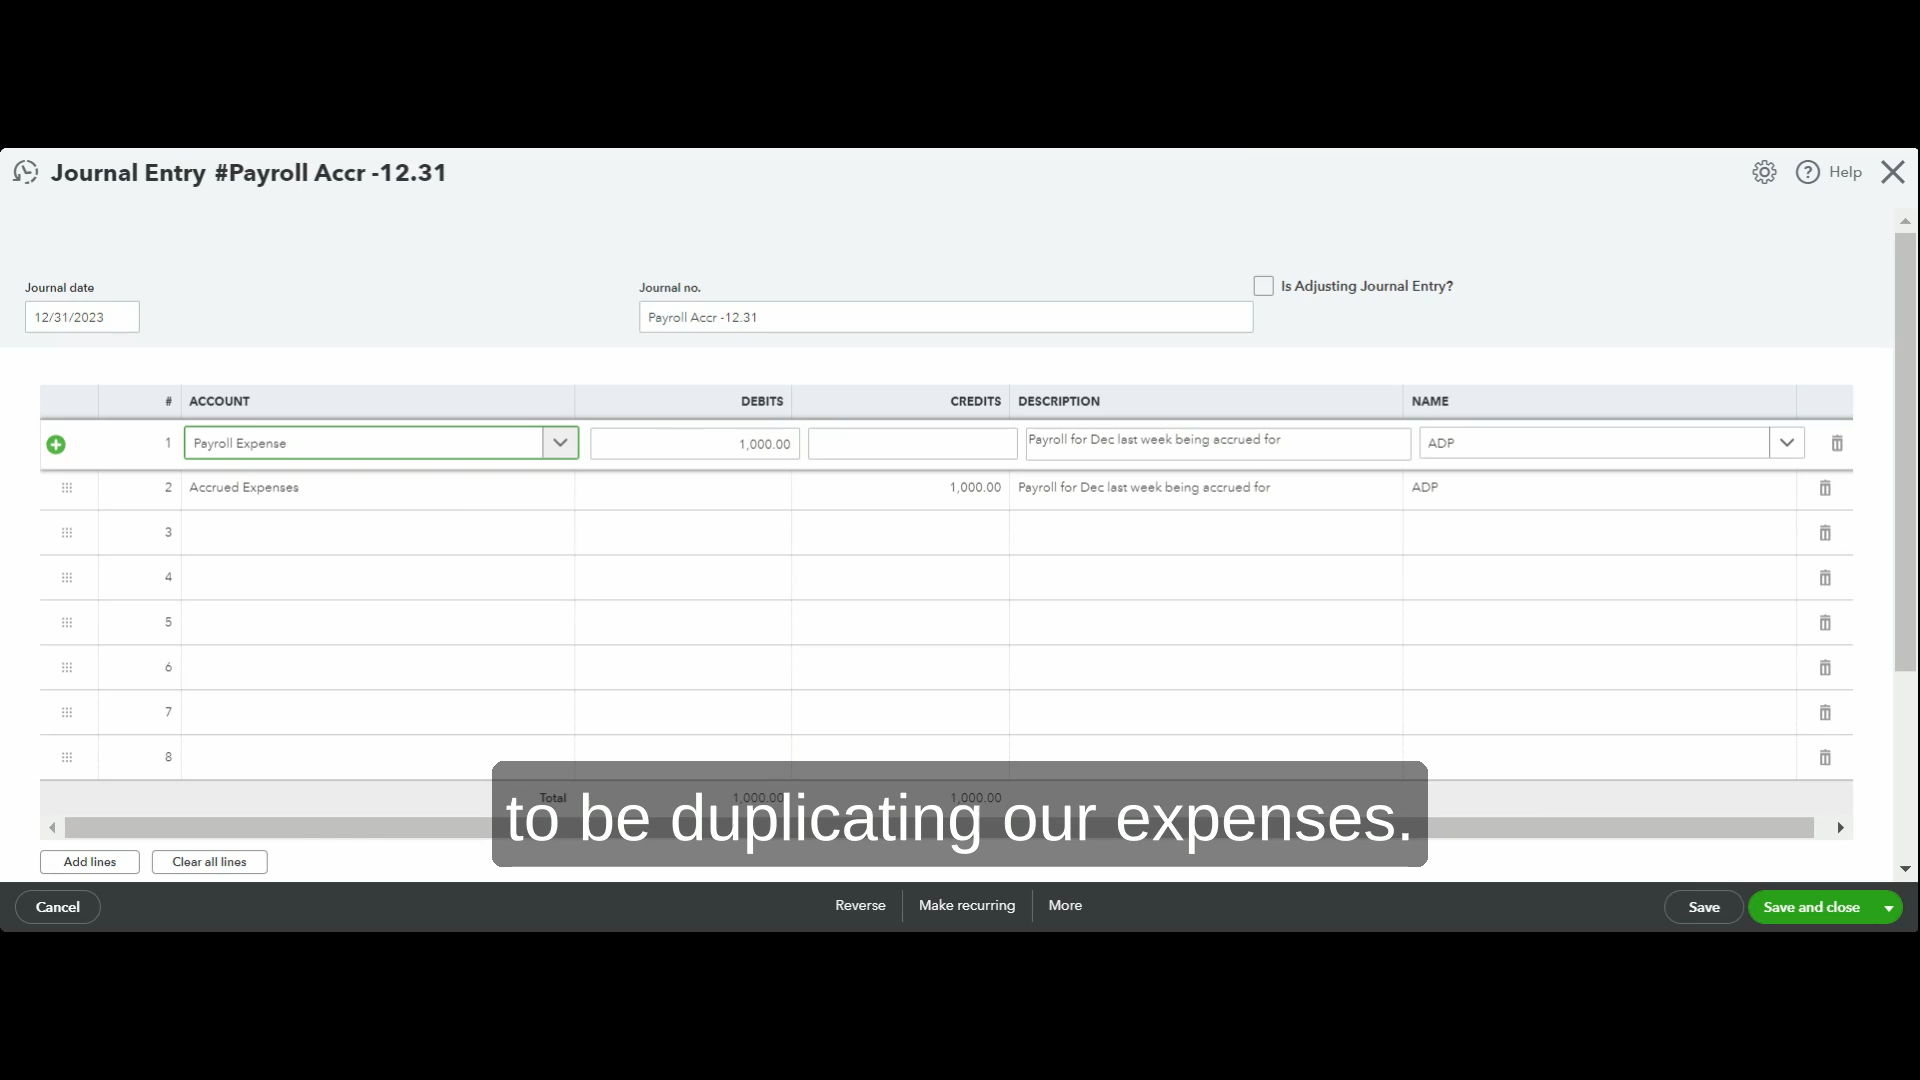 Journal Entry #Payroll Accr -12.31
Help
Journal date
Journal no.
Is Adjusting Journal Entry?
12/31/2023
Payroll Accr -12.31
# ACCOUNT DEBITS CREDITS DESCRIPTION NAME
1 Payroll Expense 1,000.00 Payroll for Dec last week being accrued for ADP
2 Accrued Expenses 1,000.00 Payroll for Dec last week being accrued for ADP
3
4
5
6
7
8
Total 1,000.00 1,000.00
to be duplicating our expenses.
Add lines Clear all lines
Cancel Reverse Make recurring More Save Save and close